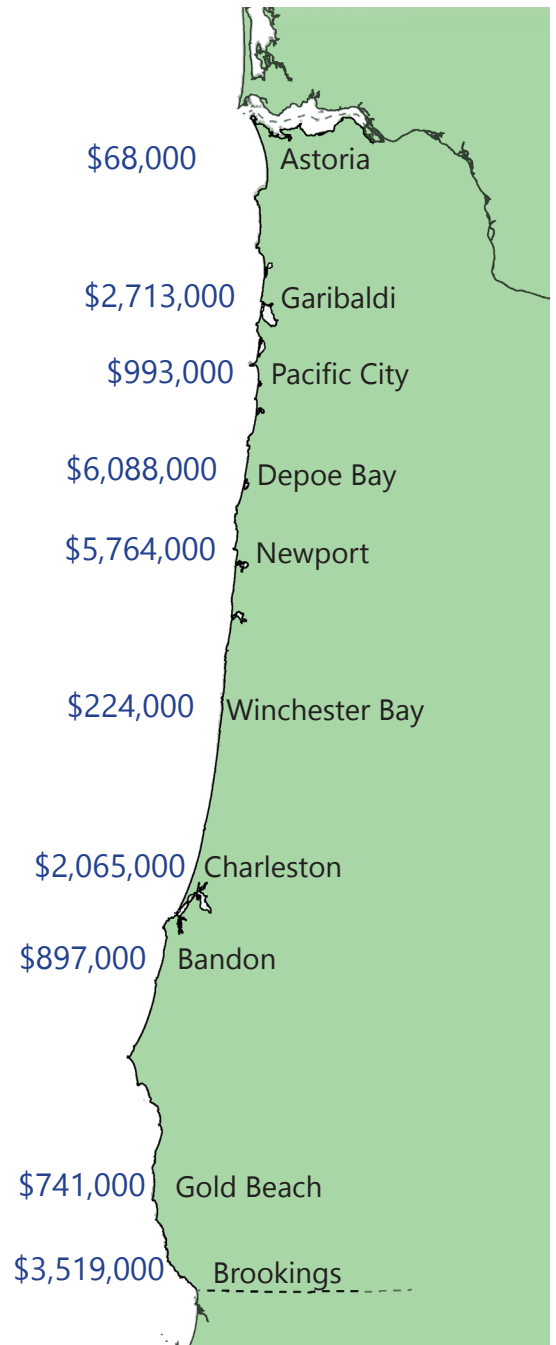 $68,000 Astoria
$2,713,000 Garibaldi
$993,000 Pacific City
$6,088,000 Depoe Bay
$5,764,000 Newport
$224,000 Winchester Bay
$2,065,000 Charleston
$897,000 Bandon
$741,000 Gold Beach
$3,519,000 Brookings